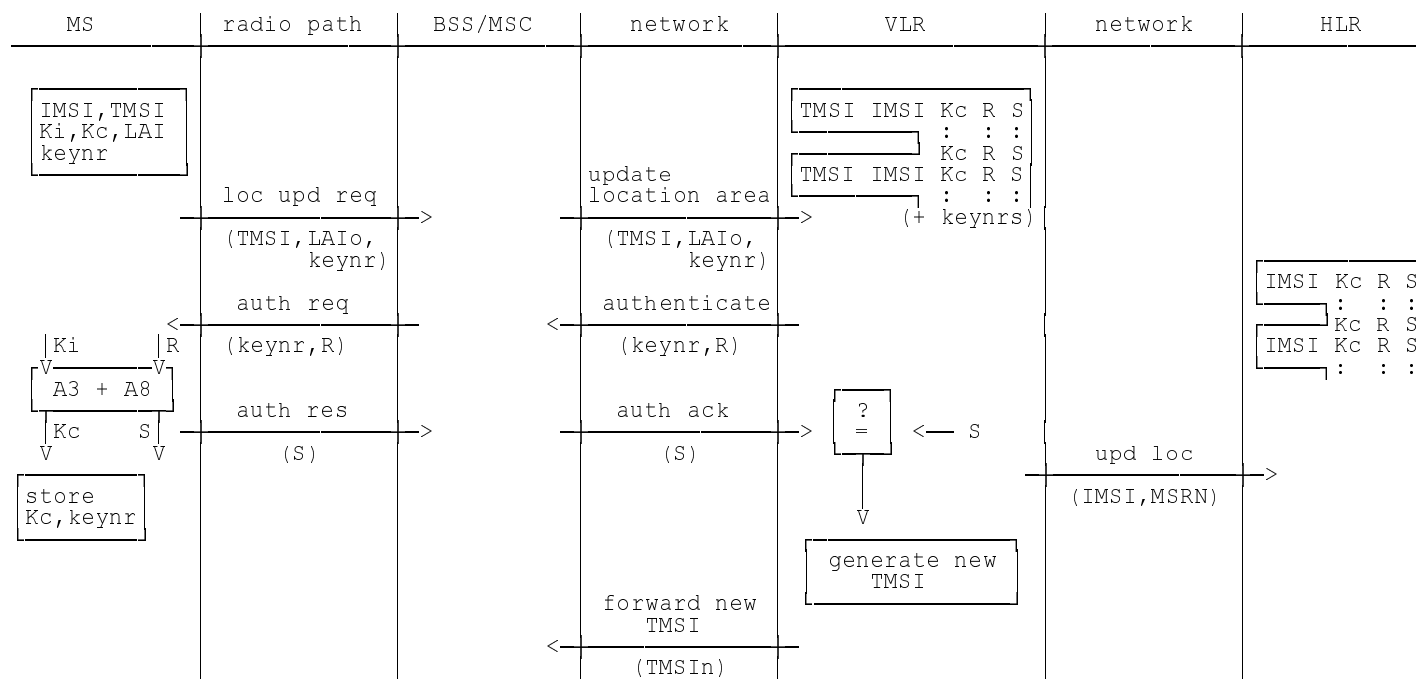 MS radio path BSS/MSC network VLR network HLR
IMSI,TMSI
Ki,Kc,LAI
keynr
TMSI IMSI Kc R S
: : :
Kc R S
TMSI IMSI Kc R S
: : :
(+ keynrs)
loc upd req
(TMSI,LAIo,
keynr)
update
location area
(TMSI,LAIo,
keynr)
IMSI Kc R S
: : :
Kc R S
IMSI Kc R S
: : :
auth req
(keynr,R)
authenticate
(keynr,R)
Ki R
A3 + A8
Kc S
auth res
(S)
auth ack
(S)
?
=
S
upd loc
(IMSI,MSRN)
store
Kc,keynr
generate new
TMSI
forward new
TMSI
(TMSIn)